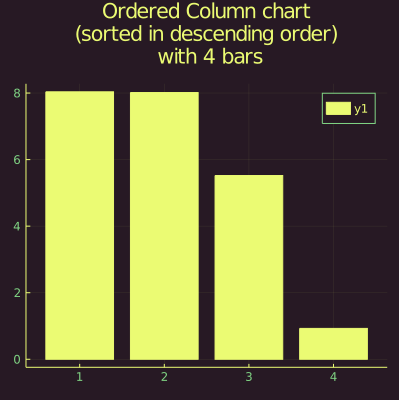 Ordered Column chart
(sorted in descending order)
with 4 bars
8
6
4
2
0
y1
1 2 3 4